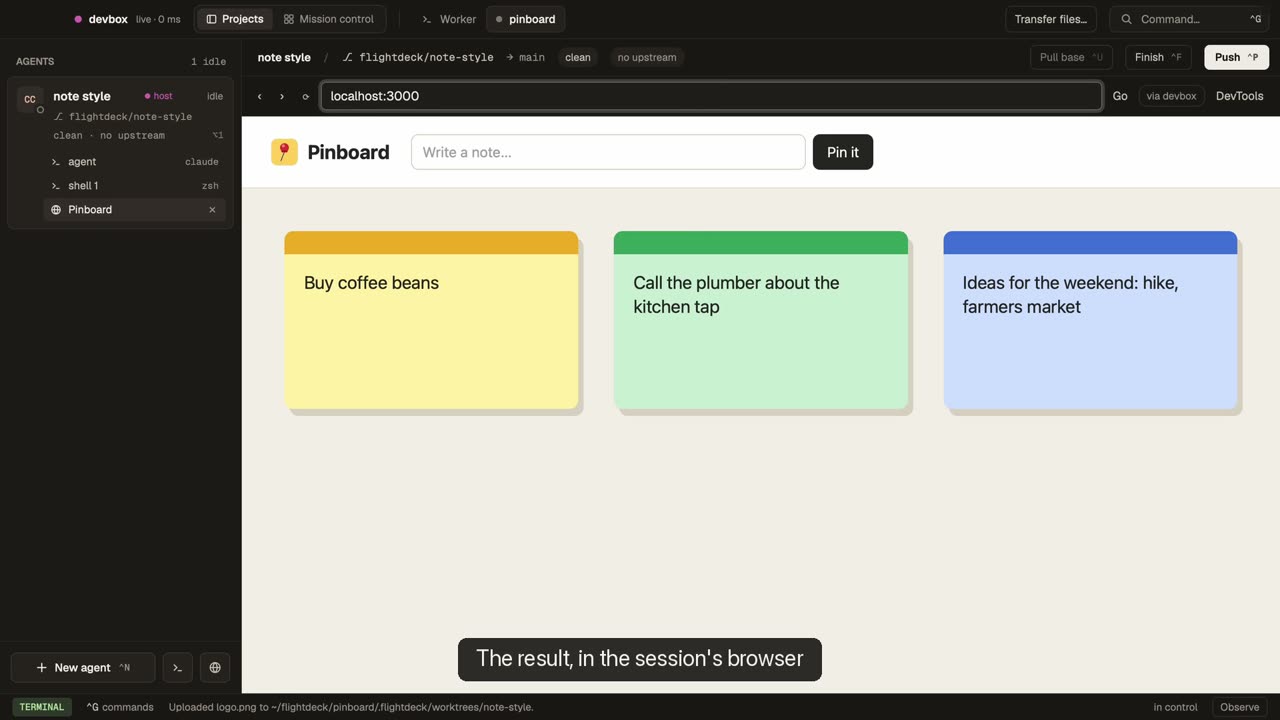 devbox live · 0 ms Projects Mission control Worker pinboard Transfer files... Command... ^G
AGENTS 1 idle
note style / flightdeck/note-style → main clean no upstream Pull base ^U Finish ^F Push ^P
CC note style host idle
flightdeck/note-style
clean · no upstream ⌥1
agent claude
shell 1 zsh
Pinboard ×
localhost:3000 Go via devbox DevTools
Pinboard Write a note... Pin it
Buy coffee beans
Call the plumber about the
kitchen tap
Ideas for the weekend: hike,
farmers market
The result, in the session's browser
+ New agent ^N
TERMINAL ^G commands Uploaded logo.png to ~/flightdeck/pinboard/.flightdeck/worktrees/note-style. in control Observe